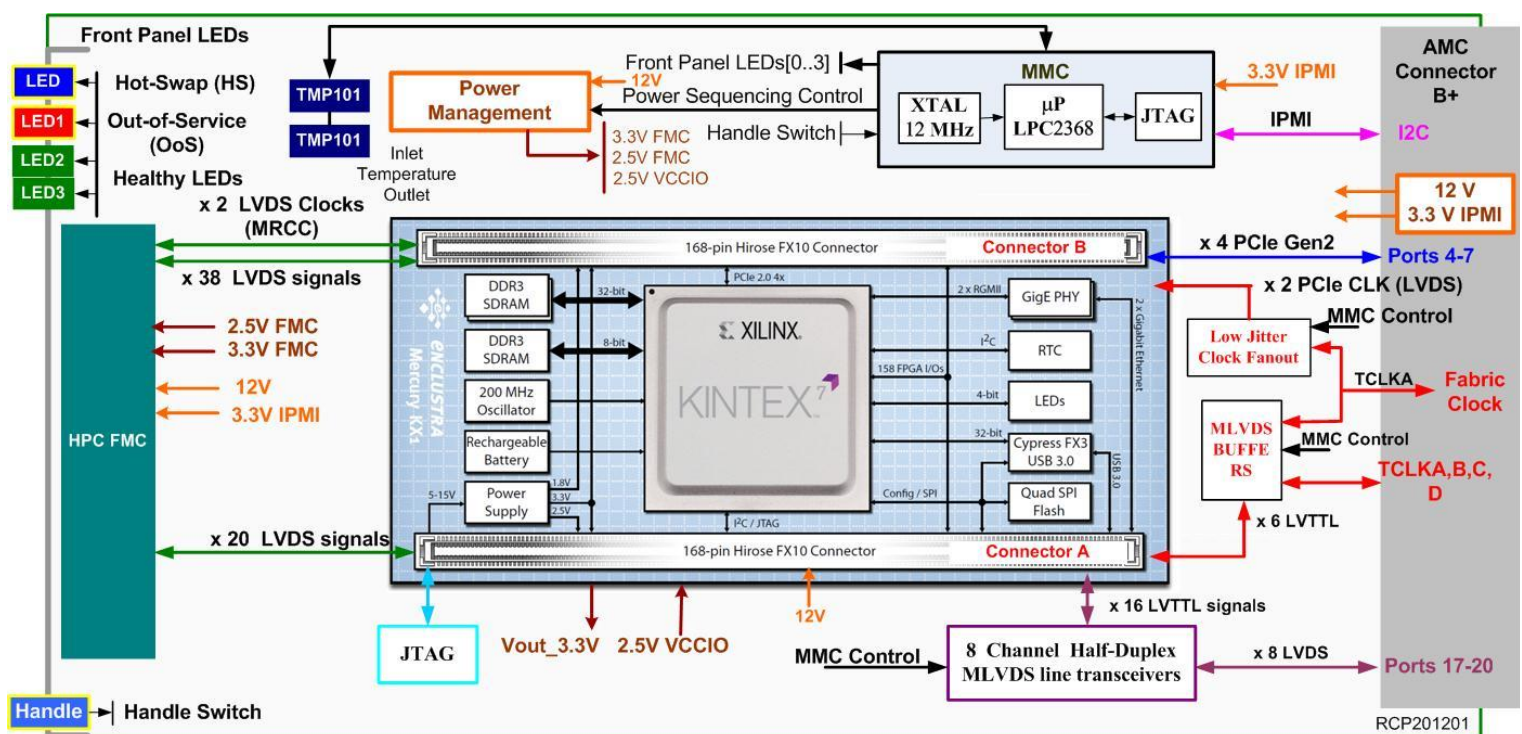 Front Panel LEDs
LED
Hot-Swap (HS)
LED1
Out-of-Service
(OoS)
LED2
LED3
Healthy LEDs
TMP101
TMP101
Inlet
Temperature
Outlet
Power
Management
12V
Front Panel LEDs[0..3]
Power Sequencing Control
Handle Switch
3.3V FMC
2.5V FMC
2.5V VCCIO
MMC
XTAL
12 MHz
µP
LPC2368
JTAG
3.3V IPMI
IPMI
AMC
Connector
B+
I2C
12 V
3.3 V IPMI
x 2 LVDS Clocks
(MRCC)
x 38 LVDS signals
2.5V FMC
3.3V FMC
12V
3.3V IPMI
HPC FMC
x 20 LVDS signals
168-pin Hirose FX10 Connector
Connector B
PCIe 2.0 4x
DDR3
SDRAM
32-bit
DDR3
SDRAM
8-bit
200 MHz
Oscillator
Rechargeable
Battery
5-15V
Power
Supply
1.8V
3.3V
2.5V
ENCLUSTRA
Mercury KX1
XILINX
KINTEX 7
2 x RGMII
GigE PHY
I²C
RTC
158 FPGA I/Os
4-bit
LEDs
32-bit
Cypress FX3
USB 3.0
Config / SPI
Quad SPI
Flash
2 x Gigabit Ethernet
USB 3.0
I²C / JTAG
168-pin Hirose FX10 Connector
Connector A
x 4 PCIe Gen2
Ports 4-7
x 2 PCIe CLK (LVDS)
MMC Control
Low Jitter
Clock Fanout
TCLKA
Fabric
Clock
MLVDS
BUFFE
RS
MMC Control
TCLKA,B,C,
D
x 6 LVTTL
JTAG
Vout_3.3V
2.5V VCCIO
12V
x 16 LVTTL signals
MMC Control
8 Channel Half-Duplex
MLVDS line transceivers
x 8 LVDS
Ports 17-20
Handle
Handle Switch
RCP201201